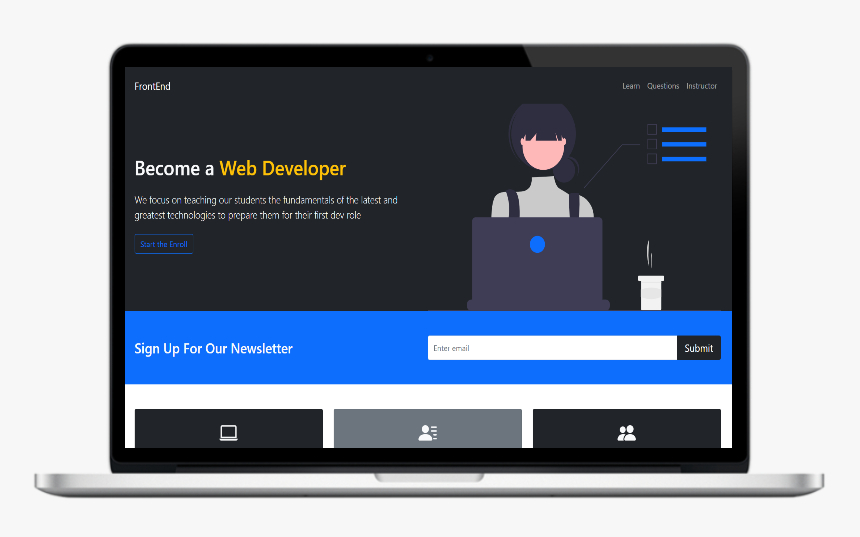 FrontEnd
Learn Questions Instructor
Become a Web Developer
We focus on teaching our students the fundamentals of the latest and
greatest technologies to prepare them for their first dev role
Start the Enroll
Sign Up For Our Newsletter
Enter email
Submit